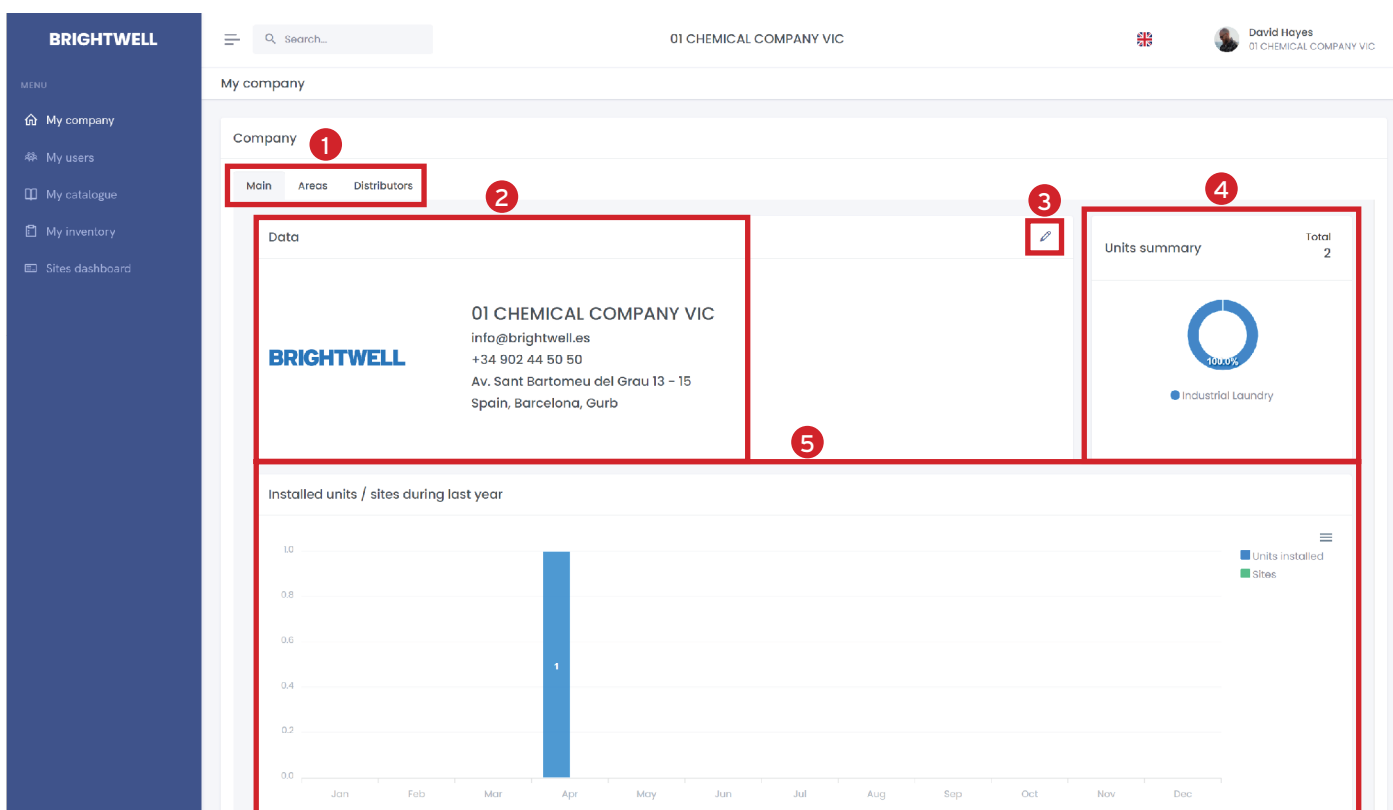 BRIGHTWELL
Search...
01 CHEMICAL COMPANY VIC
David Hayes
01 CHEMICAL COMPANY VIC
MENU
My company
My users
My catalogue
My inventory
Sites dashboard
My company
Company
1
Main Areas Distributors
2
3
4
Data
Units summary
Total
2
BRIGHTWELL
01 CHEMICAL COMPANY VIC
info@brightwell.es
+34 902 44 50 50
Av. Sant Bartomeu del Grau 13 - 15
Spain, Barcelona, Gurb
100.0%
Industrial Laundry
5
Installed units / sites during last year
Units installed
Sites
1.0
0.8
0.6
0.4
0.2
0.0
1
Jan Feb Mar Apr May Jun Jul Aug Sep Oct Nov Dec